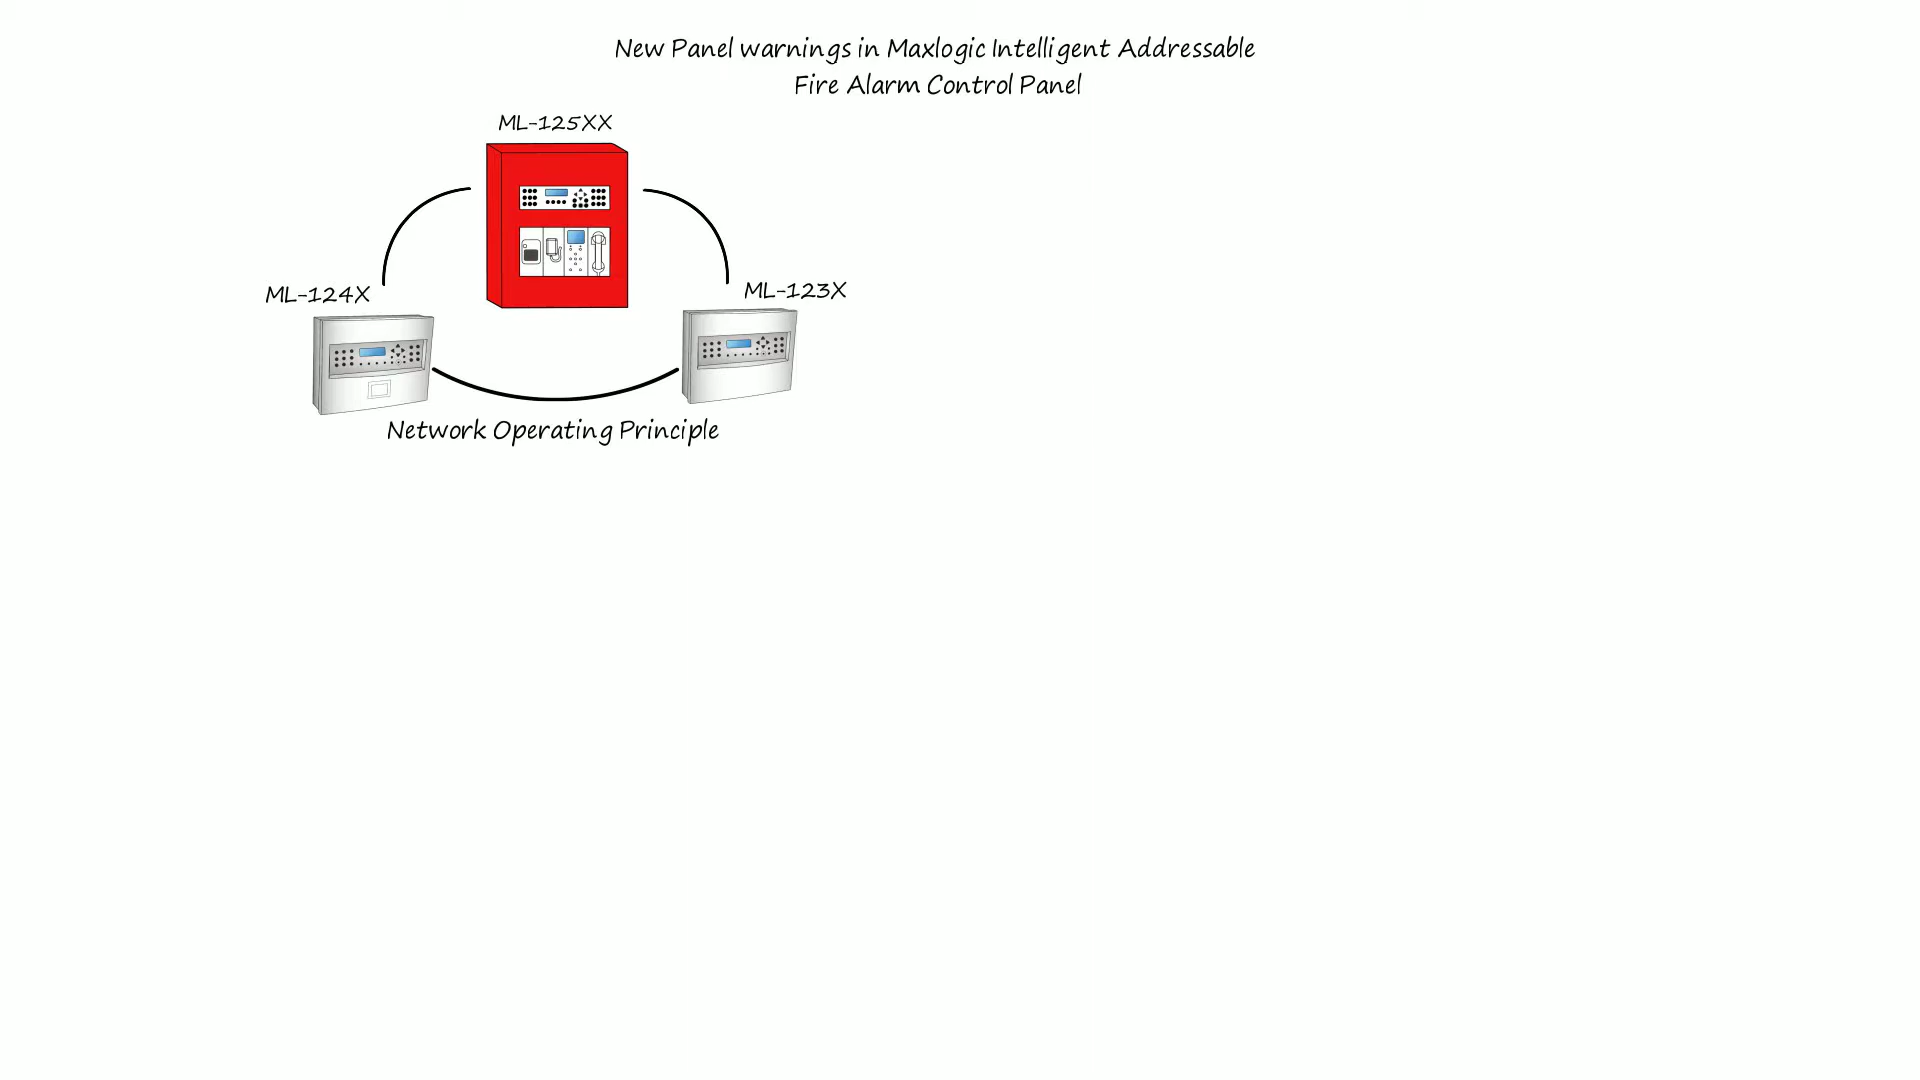 New Panel warnings in Maxlogic Intelligent Addressable
Fire Alarm Control Panel
ML-125XX
ML-124X
ML-123X
Network Operating Principle